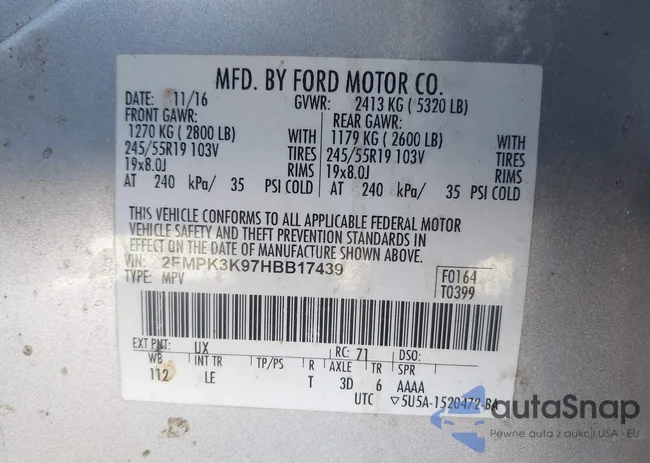 MFD. BY FORD MOTOR CO.
DATE: 11/16 GVWR: 2413 KG ( 5320 LB)
FRONT GAWR: REAR GAWR:
1270 KG ( 2800 LB) WITH 1179 KG ( 2600 LB) WITH
245/55R19 103V TIRES 245/55R19 103V TIRES
19x8.0J RIMS 19x8.0J RIMS
AT 240 kPa/ 35 PSI COLD AT 240 kPa/ 35 PSI COLD
THIS VEHICLE CONFORMS TO ALL APPLICABLE FEDERAL MOTOR
VEHICLE SAFETY AND THEFT PREVENTION STANDARDS IN
EFFECT ON THE DATE OF MANUFACTURE SHOWN ABOVE.
VIN: 2FMPK3K97HBB17439
TYPE: MPV
F0164
T0399
EXT PNT: UX RC: 71 DSO:
WB INT TR TP/PS R AXLE TR SPR
112 LE T 3D 6 AAAA
UTC ▽5U5A-1520472-BA
autaSnap
Pewne auta z aukcji USA i EU